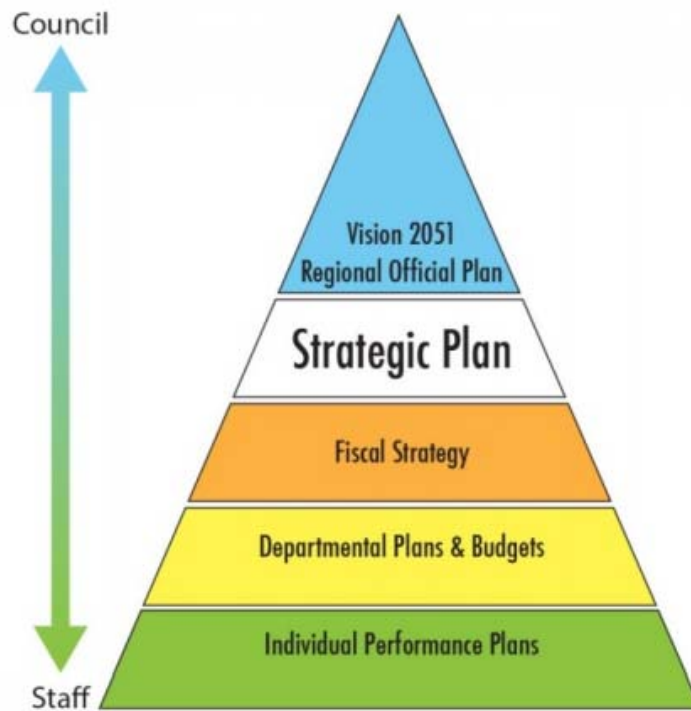 Council
Vision 2051
Regional Official Plan
Strategic Plan
Fiscal Strategy
Departmental Plans & Budgets
Individual Performance Plans
Staff